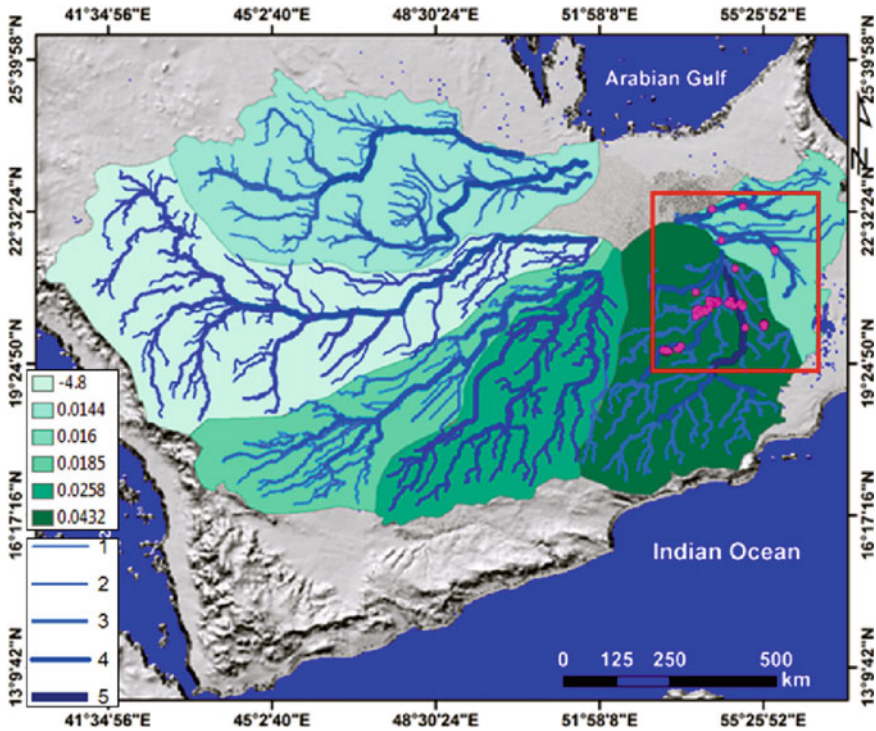 41°34'56"E 45°2'40"E 48°30'24"E 51°58'8"E 55°25'52"E
25°39'58"N
25°39'58"N
Arabian Gulf
N
22°32'24"N
22°32'24"N
19°24'50"N
19°24'50"N
-4.8
0.0144
0.016
0.0185
0.0258
0.0432
16°17'16"N
16°17'16"N
1
2
3
4
5
Indian Ocean
0 125 250 500
km
13°9'42"N
13°9'42"N
41°34'56"E 45°2'40"E 48°30'24"E 51°58'8"E 55°25'52"E